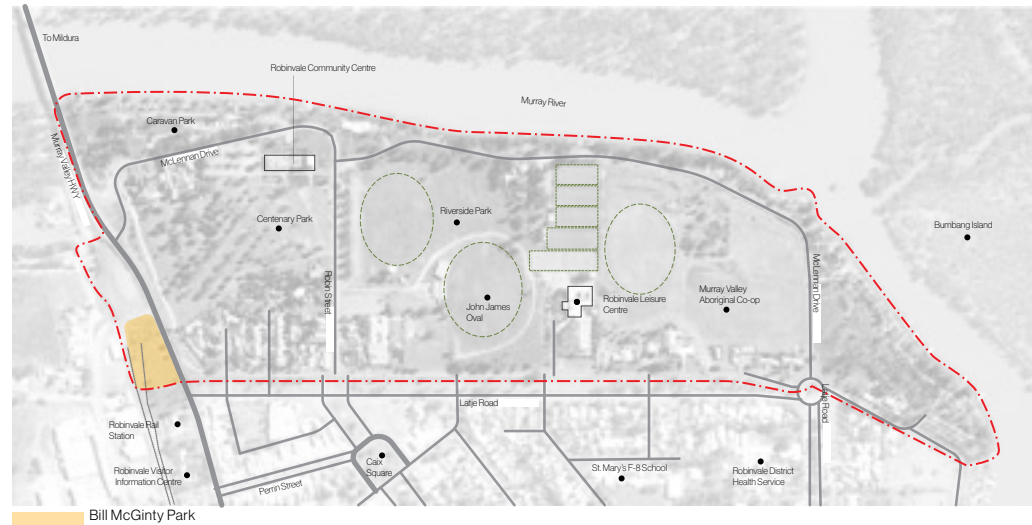 To Mildura
Robinvale Community Centre
Murray River
Caravan Park
McLennan Drive
Murray Valley HWY
Centenary Park
Riverside Park
Bumbang Island
Robin Street
McLennan Drive
John James
Oval
Robinvale Leisure
Centre
Murray Valley
Aboriginal Co-op
Latje Road
Latje Road
Robinvale Rail
Station
Caix
Square
Robinvale Visitor
Information Centre
Perrin Street
St. Mary's F-8 School
Robinvale District
Health Service
Bill McGinty Park